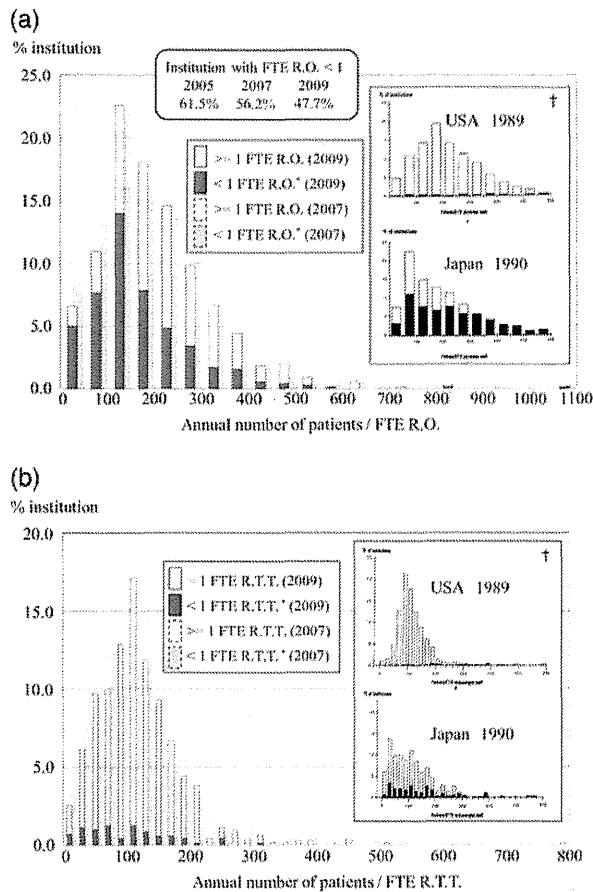 (a)
% institution
Institution with FTE R.O. < 1
2005 2007 2009
61.5% 56.2% 47.7%
>= 1 FTE R.O. (2009)
< 1 FTE R.O.* (2009)
>= 1 FTE R.O. (2007)
< 1 FTE R.O.* (2007)
†
USA 1989
Japan 1990
25.0
20.0
15.0
10.0
5.0
0.0
0 100 200 300 400 500 600 700 800 900 1000 1100
Annual number of patients / FTE R.O.
(b)
% institution
>= 1 FTE R.T.T. (2009)
< 1 FTE R.T.T.* (2009)
>= 1 FTE R.T.T. (2007)
< 1 FTE R.T.T.* (2007)
†
USA 1989
Japan 1990
20.0
15.0
10.0
5.0
0.0
0 100 200 300 400 500 600 700 800
Annual number of patients / FTE R.T.T.